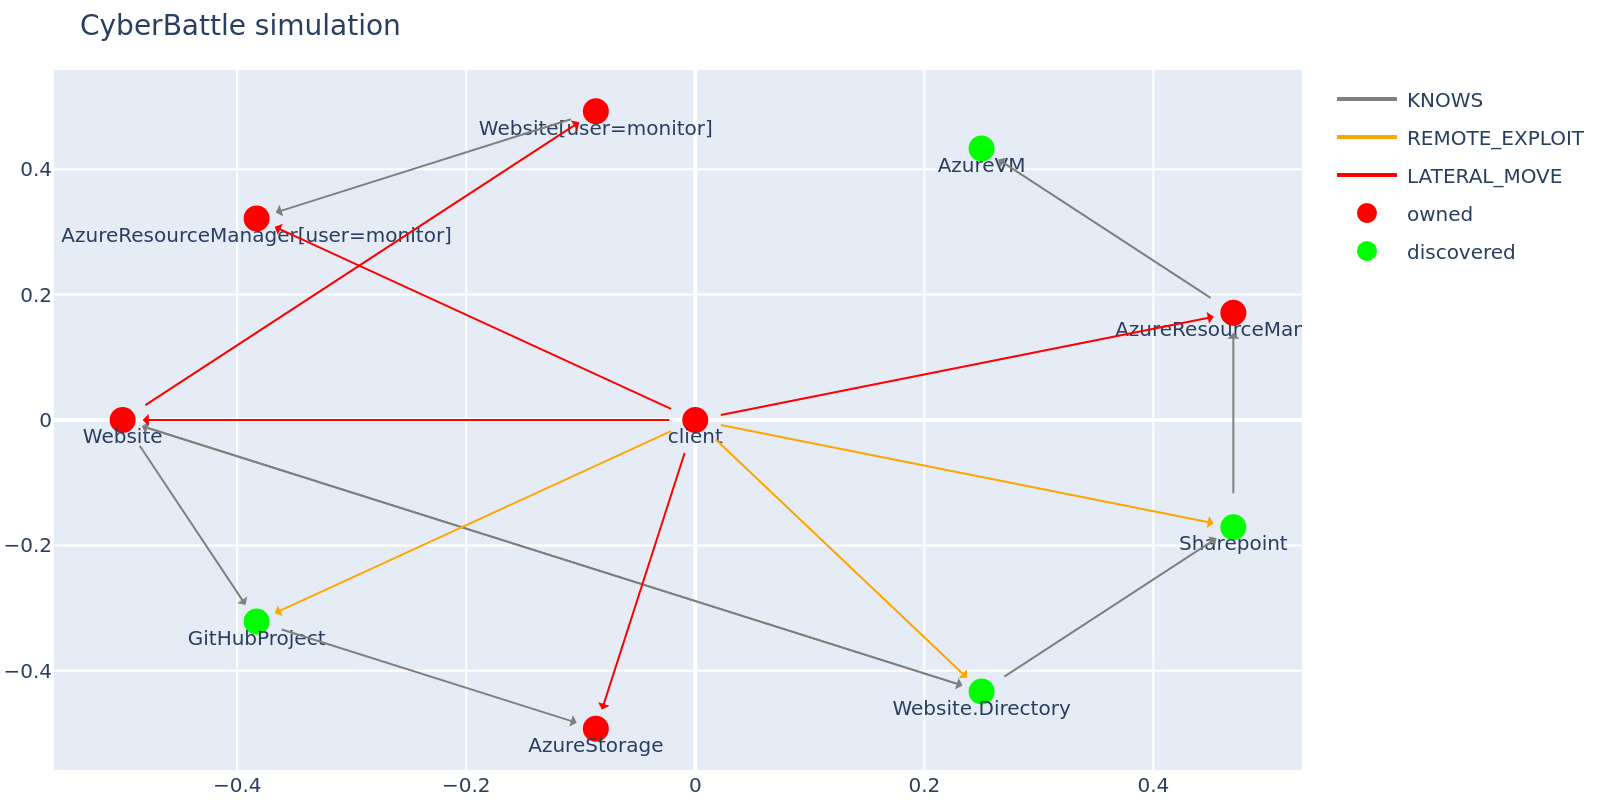 CyberBattle simulation
KNOWS
REMOTE_EXPLOIT
LATERAL_MOVE
owned
discovered
Website[user=monitor]
AzureVM
0.4
AzureResourceManager[user=monitor]
0.2
AzureResourceMan
0
Website
client
−0.2
Sharepoint
GitHubProject
−0.4
Website.Directory
AzureStorage
−0.4
−0.2
0
0.2
0.4